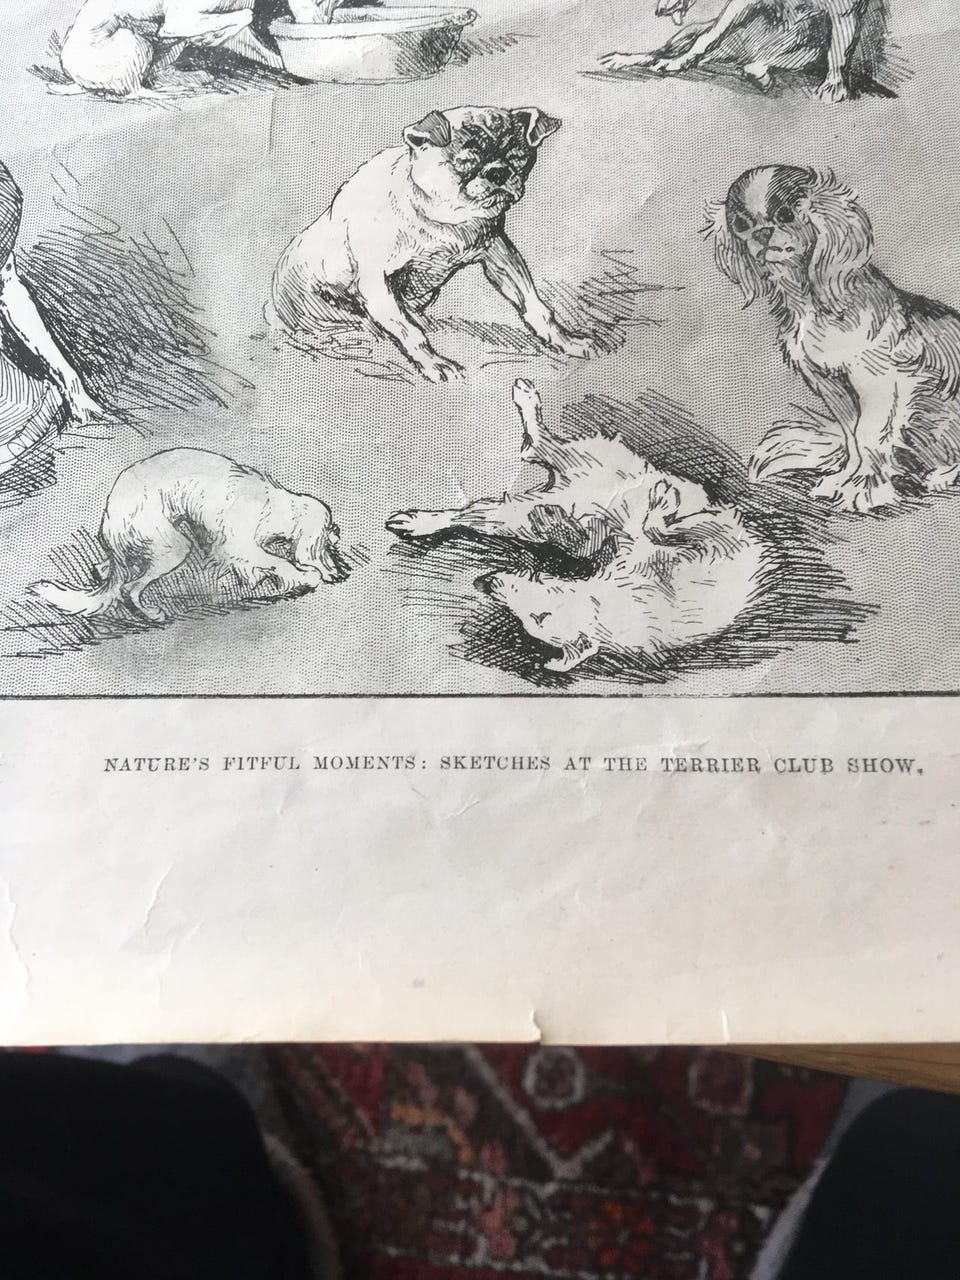 NATURE'S FITFUL MOMENTS: SKETCHES AT THE TERRIER CLUB SHOW.